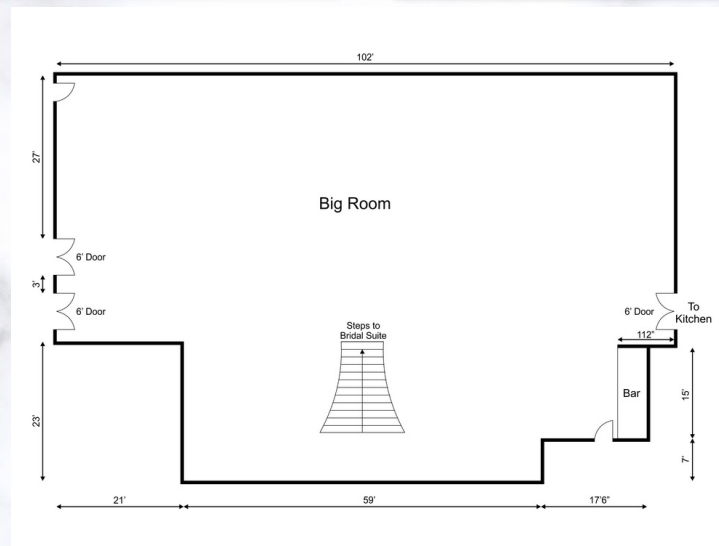 102'
27'
Big Room
6' Door
3'
6' Door
6' Door
To
Kitchen
Steps to
Bridal Suite
112"
23'
Bar
15'
7'
21'
59'
17'6"